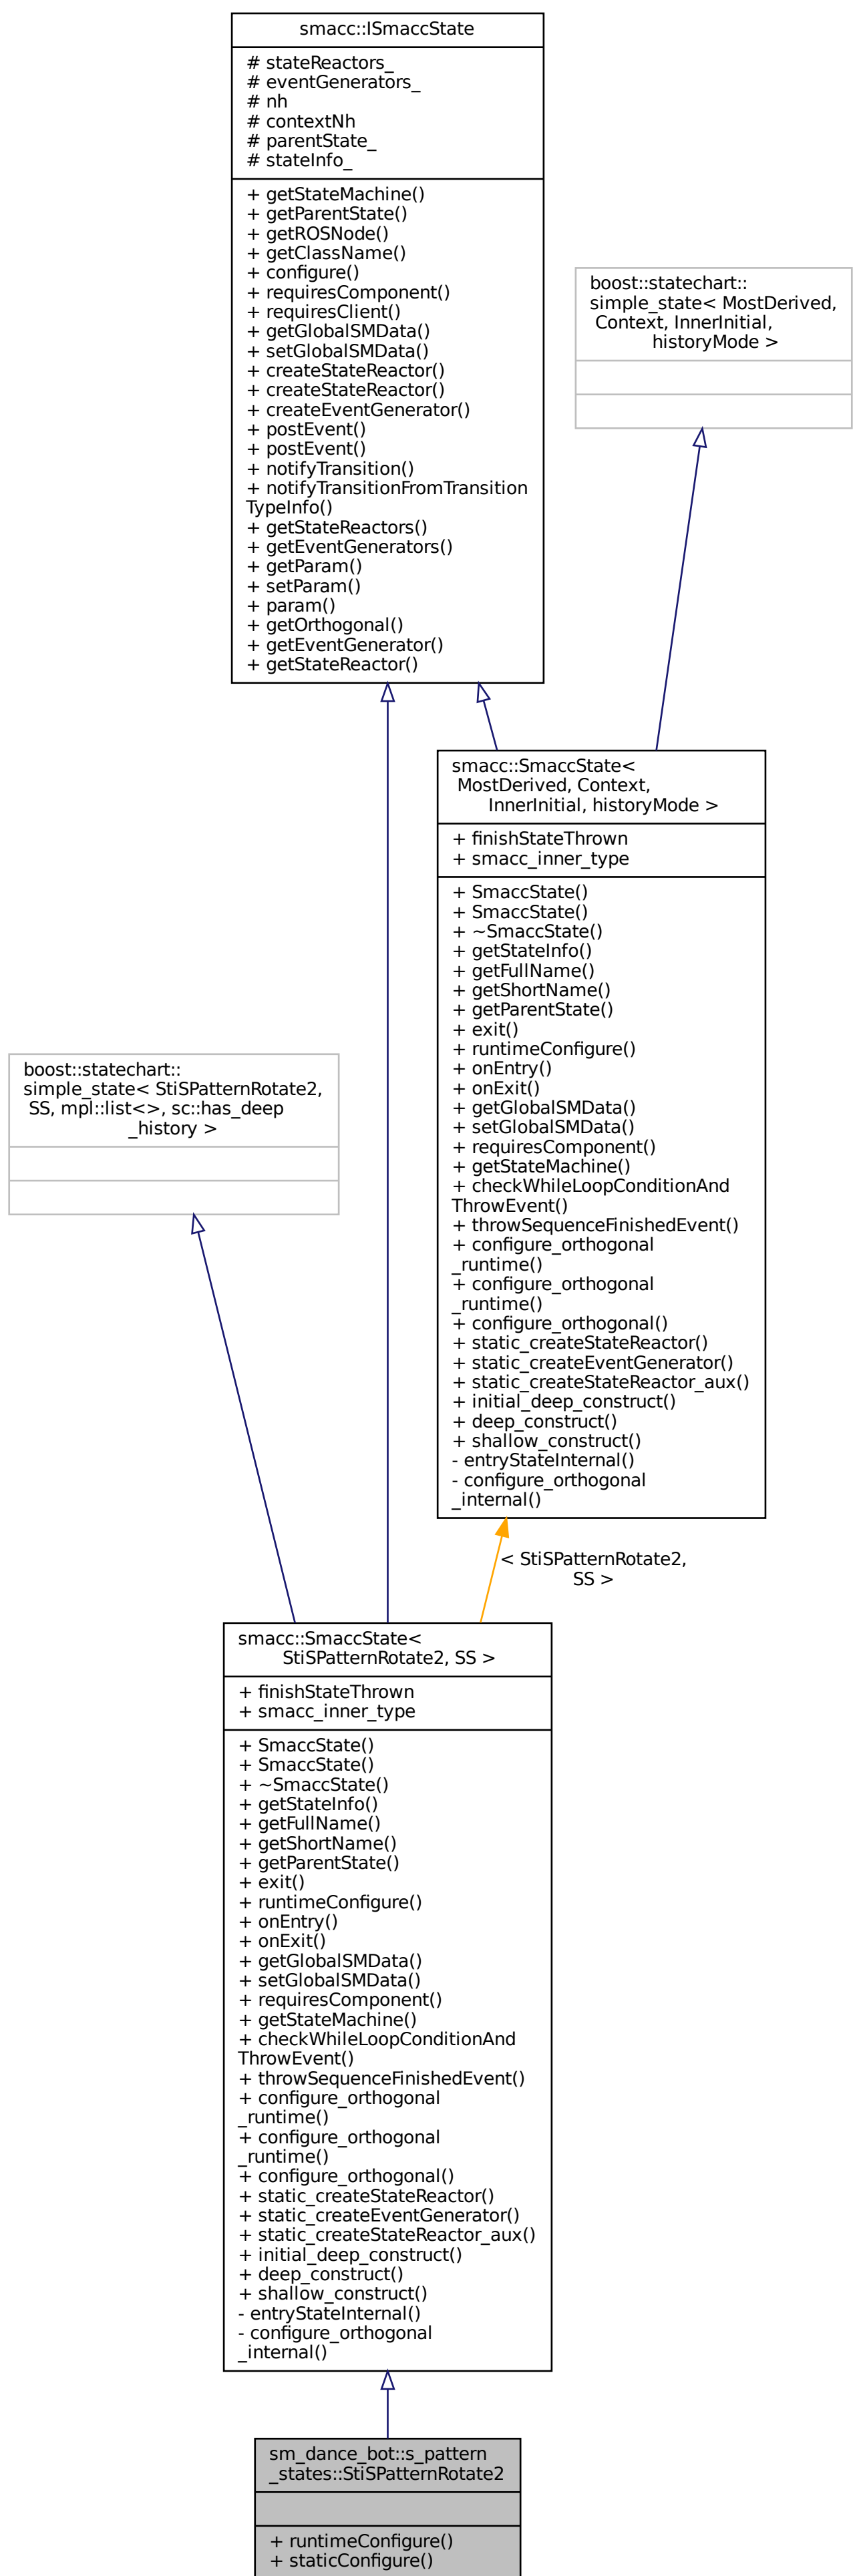 smacc::ISmaccState
# stateReactors_
# eventGenerators_
# nh
# contextNh
# parentState_
# stateInfo_
+ getStateMachine()
+ getParentState()
+ getROSNode()
+ getClassName()
+ configure()
+ requiresComponent()
+ requiresClient()
+ getGlobalSMData()
+ setGlobalSMData()
+ createStateReactor()
+ createStateReactor()
+ createEventGenerator()
+ postEvent()
+ postEvent()
+ notifyTransition()
+ notifyTransitionFromTransition
TypeInfo()
+ getStateReactors()
+ getEventGenerators()
+ getParam()
+ setParam()
+ param()
+ getOrthogonal()
+ getEventGenerator()
+ getStateReactor()
boost::statechart::
simple_state< MostDerived,
Context, InnerInitial,
historyMode >
smacc::SmaccState<
MostDerived, Context,
InnerInitial, historyMode >
+ finishStateThrown
+ smacc_inner_type
+ SmaccState()
+ SmaccState()
+ ~SmaccState()
+ getStateInfo()
+ getFullName()
+ getShortName()
+ getParentState()
+ exit()
+ runtimeConfigure()
+ onEntry()
+ onExit()
+ getGlobalSMData()
+ setGlobalSMData()
+ requiresComponent()
+ getStateMachine()
+ checkWhileLoopConditionAnd
ThrowEvent()
+ throwSequenceFinishedEvent()
+ configure_orthogonal
_runtime()
+ configure_orthogonal
_runtime()
+ configure_orthogonal()
+ static_createStateReactor()
+ static_createEventGenerator()
+ static_createStateReactor_aux()
+ initial_deep_construct()
+ deep_construct()
+ shallow_construct()
- entryStateInternal()
- configure_orthogonal
_internal()
boost::statechart::
simple_state< StiSPatternRotate2,
SS, mpl::list<>, sc::has_deep
_history >
< StiSPatternRotate2,
SS >
smacc::SmaccState<
StiSPatternRotate2, SS >
+ finishStateThrown
+ smacc_inner_type
+ SmaccState()
+ SmaccState()
+ ~SmaccState()
+ getStateInfo()
+ getFullName()
+ getShortName()
+ getParentState()
+ exit()
+ runtimeConfigure()
+ onEntry()
+ onExit()
+ getGlobalSMData()
+ setGlobalSMData()
+ requiresComponent()
+ getStateMachine()
+ checkWhileLoopConditionAnd
ThrowEvent()
+ throwSequenceFinishedEvent()
+ configure_orthogonal
_runtime()
+ configure_orthogonal
_runtime()
+ configure_orthogonal()
+ static_createStateReactor()
+ static_createEventGenerator()
+ static_createStateReactor_aux()
+ initial_deep_construct()
+ deep_construct()
+ shallow_construct()
- entryStateInternal()
- configure_orthogonal
_internal()
sm_dance_bot::s_pattern
_states::StiSPatternRotate2
+ runtimeConfigure()
+ staticConfigure()